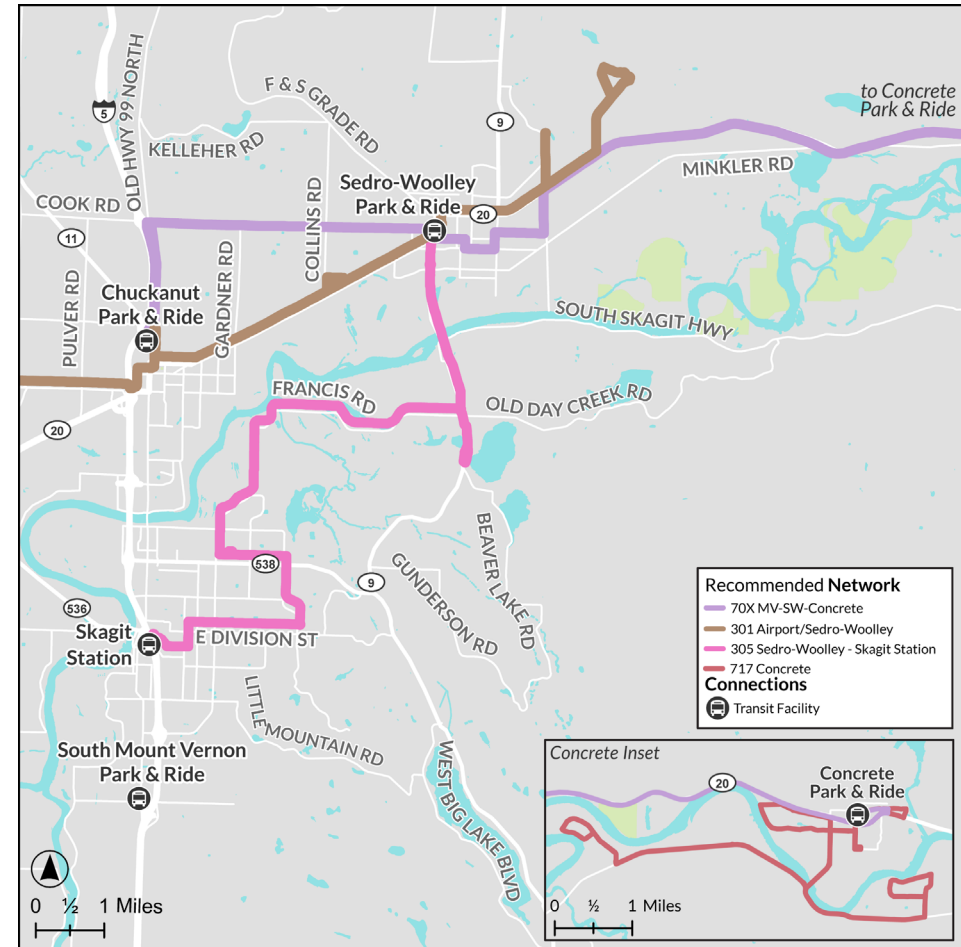 OLD HWY 99 NORTH
5
F & S GRADE RD
9
to Concrete
Park & Ride
KELLEHER RD
MINKLER RD
Sedro-Woolley
Park & Ride
COOK RD
COLLINS RD
20
11
GARDNER RD
PULVER RD
Chuckanut
Park & Ride
SOUTH SKAGIT HWY
FRANCIS RD
OLD DAY CREEK RD
20
BEAVER LAKE RD
538
9
GUNDERSON RD
536
Skagit
Station
E DIVISION ST
LITTLE MOUNTAIN RD
South Mount Vernon
Park & Ride
WEST BIG LAKE BLVD
0 ½ 1 Miles
Recommended Network
70X MV-SW-Concrete
301 Airport/Sedro-Woolley
305 Sedro-Woolley - Skagit Station
717 Concrete
Connections
Transit Facility
Concrete Inset
20
Concrete
Park & Ride
0 ½ 1 Miles